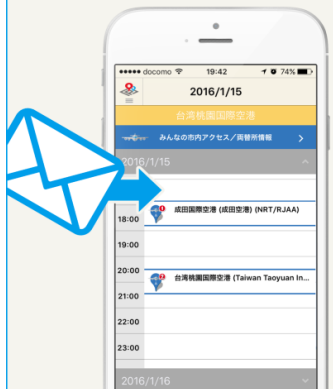 docomo 19:42 74%
2016/1/15
台湾桃園国際空港
みんなの市内アクセス／両替所情報
2016/1/15
成田国際空港 (成田空港) (NRT/RJAA)
18:00
19:00
20:00
台湾桃園国際空港 (Taiwan Taoyuan In...
21:00
22:00
23:00
2016/1/16